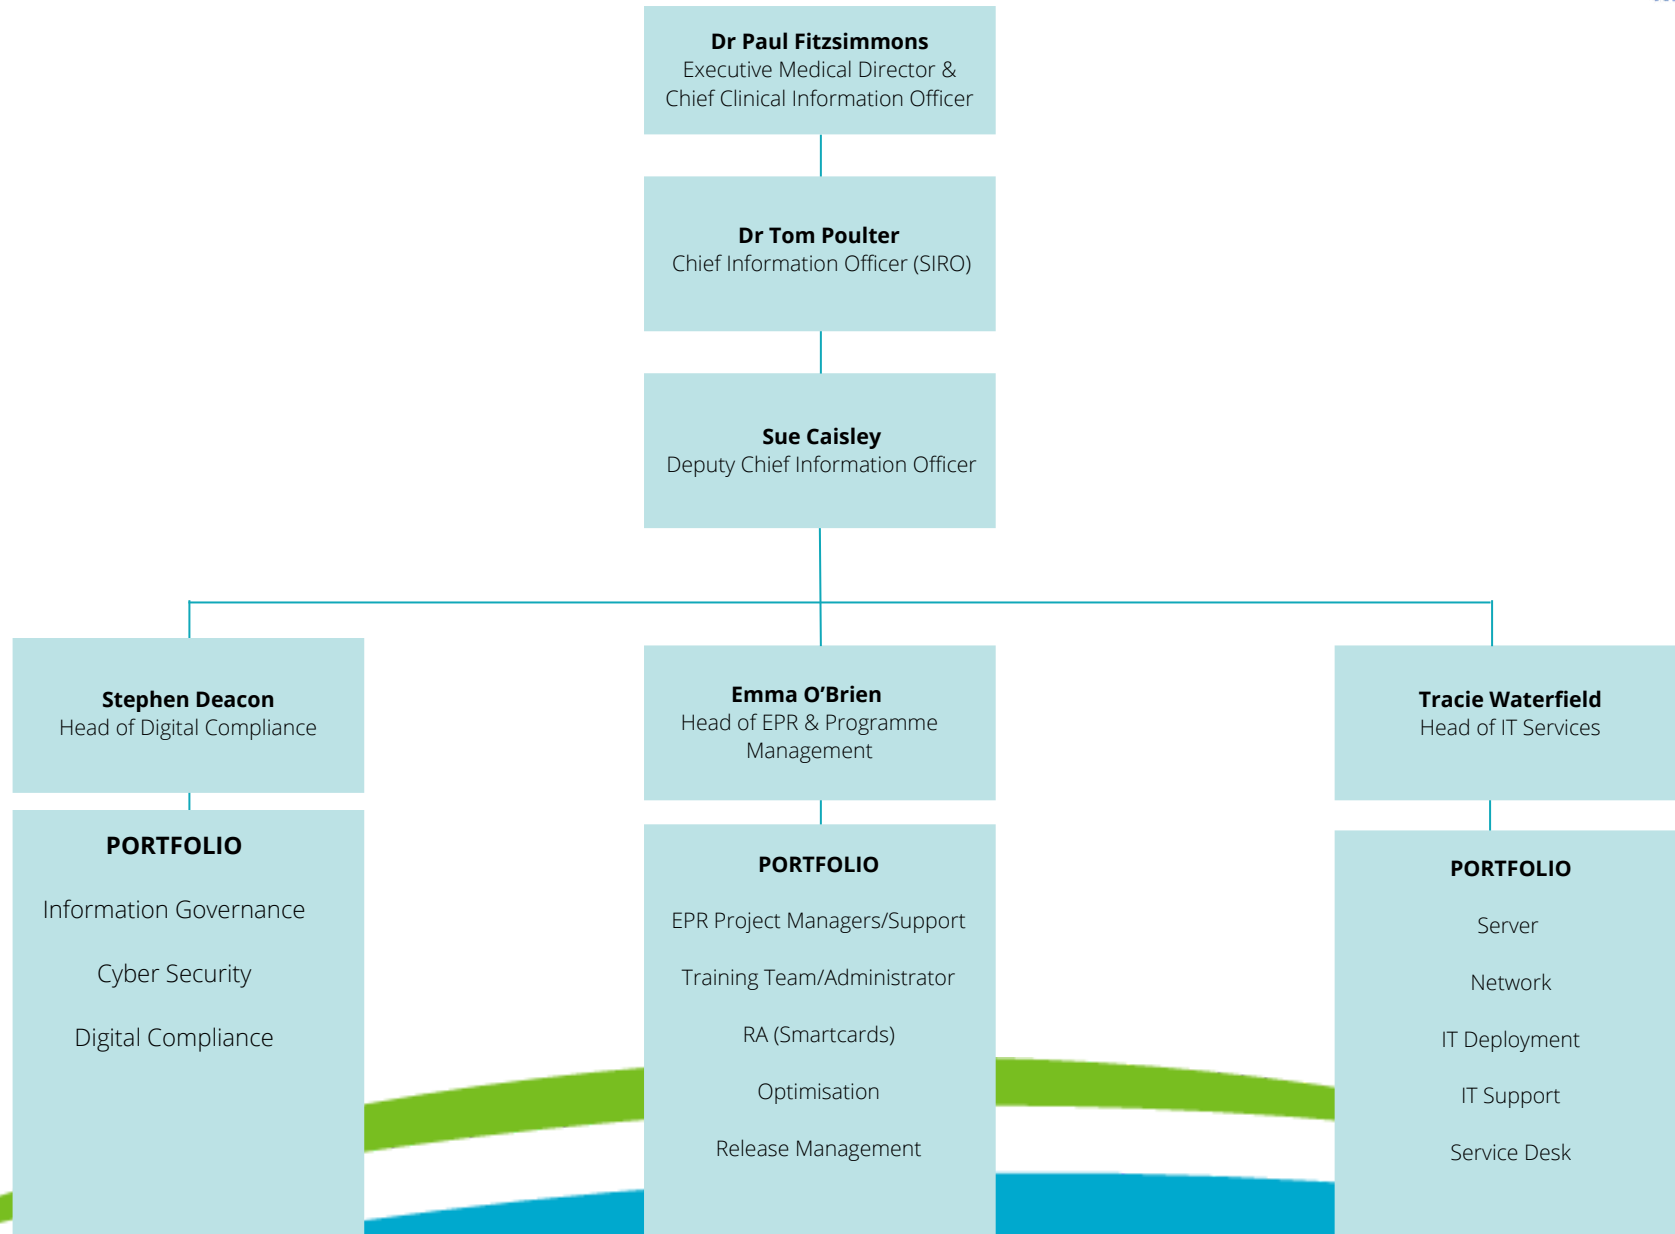 Dr Paul Fitzsimmons
Executive Medical Director &
Chief Clinical Information Officer
Dr Tom Poulter
Chief Information Officer (SIRO)
Sue Caisley
Deputy Chief Information Officer
Stephen Deacon
Head of Digital Compliance
Emma O’Brien
Head of EPR & Programme
Management
Tracie Waterfield
Head of IT Services
PORTFOLIO
Information Governance
Cyber Security
Digital Compliance
PORTFOLIO
EPR Project Managers/Support
Training Team/Administrator
RA (Smartcards)
Optimisation
Release Management
PORTFOLIO
Server
Network
IT Deployment
IT Support
Service Desk